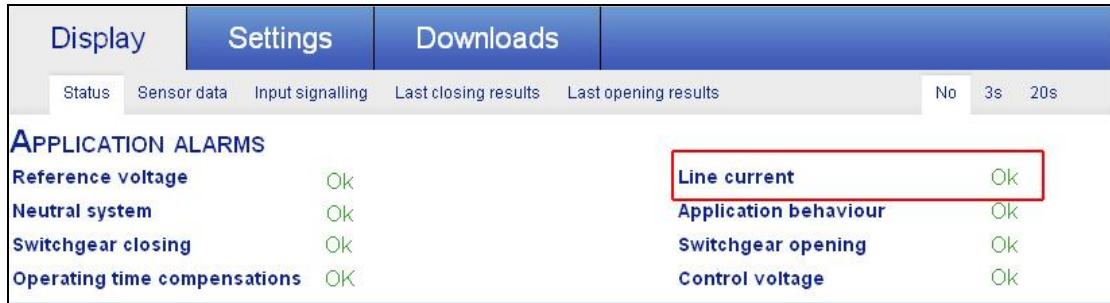 Display Settings Downloads
Status Sensor data Input signalling Last closing results Last opening results No 3s 20s
APPLICATION ALARMS
Reference voltage Ok Line current Ok
Neutral system Ok Application behaviour Ok
Switchgear closing Ok Switchgear opening Ok
Operating time compensations OK Control voltage Ok